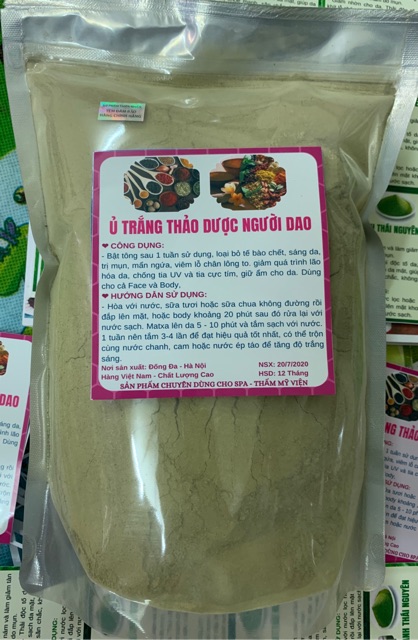 Ủ TRẮNG THẢO DƯỢC NGƯỜI DAO
❤ CÔNG DỤNG:
- Bật tông sau 1 tuần sử dụng, loại bỏ tế bào chết, sáng da,
trị mụn, mẩn ngứa, viêm lỗ chân lông to. giảm quá trình lão
hóa da, chống tia UV và tia cực tím, giữ ẩm cho da. Dùng
cho cả Face và Body,
❤ HƯỚNG DẪN SỬ DỤNG:
- Hòa với nước, sữa tươi hoặc sữa chua không đường rồi
đắp lên mặt, hoặc body khoảng 20 phút sau đó rửa lại với
nước sạch. Matxa lên da 5 - 10 phút và tắm sạch với nước.
1 tuần nên tắm 3-4 lần để đạt hiệu quả tốt nhất, có thể trộn
cùng nước chanh, cam hoặc nước ép táo để tăng độ trắng
sáng.
Nơi sản xuất: Đống Đa - Hà Nội NSX: 20/7/2020
Hàng Việt Nam - Chất Lượng Cao HSD: 12 Tháng
SẢN PHẨM CHUYÊN DÙNG CHO SPA - THẨM MỸ VIỆN
THÁI NGUYÊN
DAO